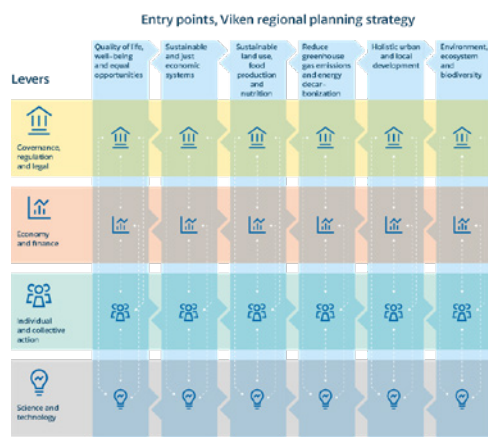 Entry points, Viken regional planning strategy
Levers
Quality of life,
well-being
and equal
opportunities
Sustainable
and just
economic
systems
Sustainable
land use,
food
production
and
nutrition
Reduce
greenhouse
gas emissions
and energy
decar-
bonization
Holistic urban
and local
development
Environment,
ecosystem
and
biodiversity
Governance,
regulation
and legal
Economy
and finance
Individual
and collective
action
Science and
technology